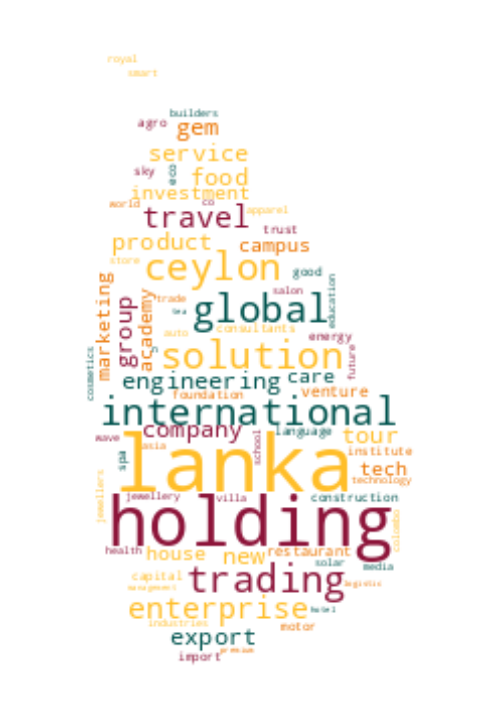 royal
smart
builders
agro
gem
service
sky
eco
food
investment
world
co
travel
apparel
trust
product
campus
store
ceylon
good
marketing
group
academy
trade
tea
salon
global
education
auto
consultants
energy
cosmetics
solution
future
engineering
care
foundation
venture
international
wave
company
language
tour
asia
school
institute
spa
lanka
tech
technology
jewellers
jewellery
villa
construction
holding
colombo
health
house
new
restaurant
solar
media
capital
trading
logistic
management
enterprise
hotel
industries
motor
export
import
premium